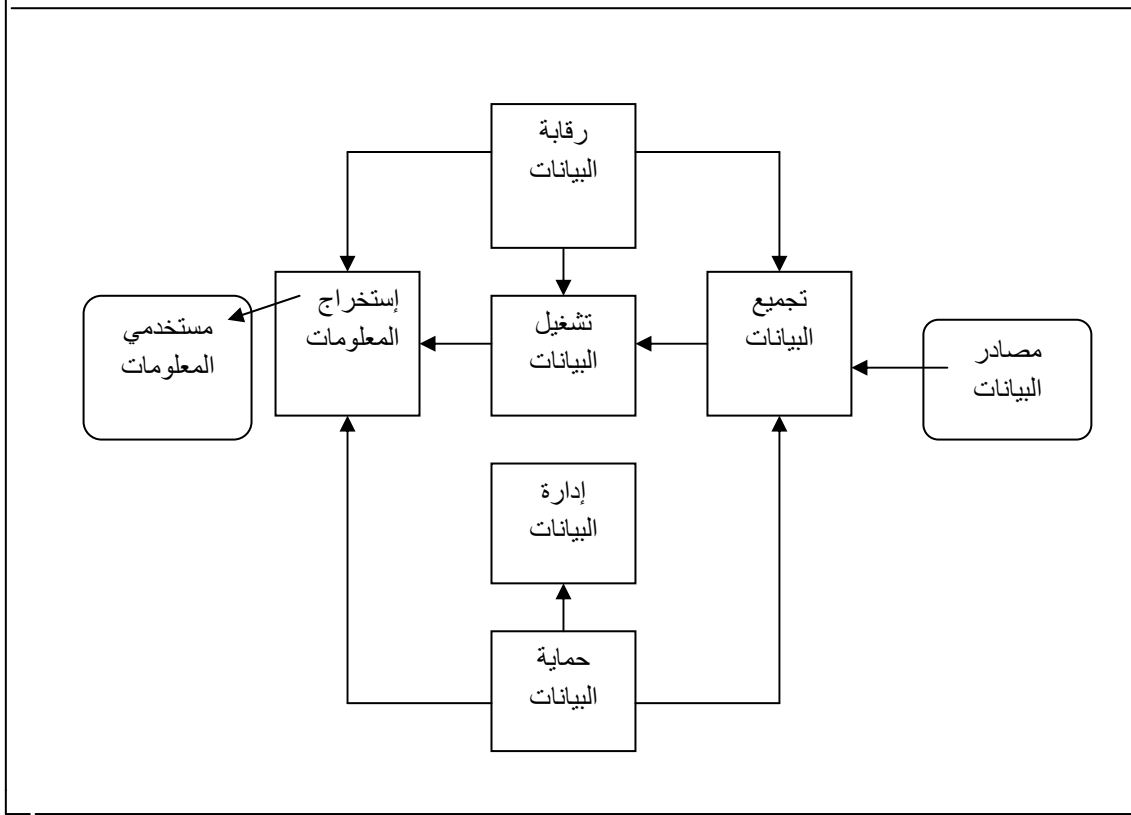 رقابة
البيانات
تجميع
البيانات
تشغيل
البيانات
إستخراج
المعلومات
مصادر
البيانات
مستخدمي
المعلومات
إدارة
البيانات
حماية
البيانات